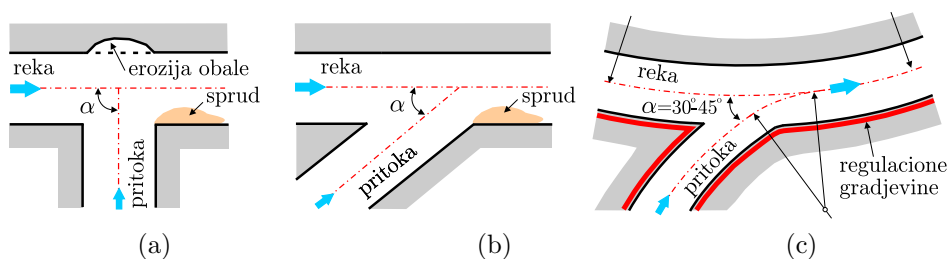 reka
erozija obale
α
sprud
pritoka
(a)
reka
α
sprud
pritoka
(b)
reka
α=30°-45°
pritoka
regulacione
gradjevine
(c)